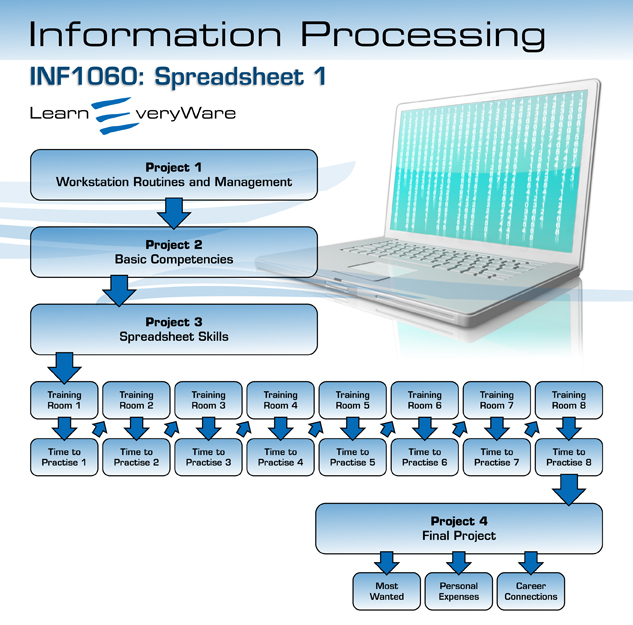 Information Processing
INF1060: Spreadsheet 1
Learn EveryWare
Project 1
Workstation Routines and Management
Project 2
Basic Competencies
Project 3
Spreadsheet Skills
Training
Room 1
Training
Room 2
Training
Room 3
Training
Room 4
Training
Room 5
Training
Room 6
Training
Room 7
Training
Room 8
Time to
Practise 1
Time to
Practise 2
Time to
Practise 3
Time to
Practise 4
Time to
Practise 5
Time to
Practise 6
Time to
Practise 7
Time to
Practise 8
Project 4
Final Project
Most
Wanted
Personal
Expenses
Career
Connections